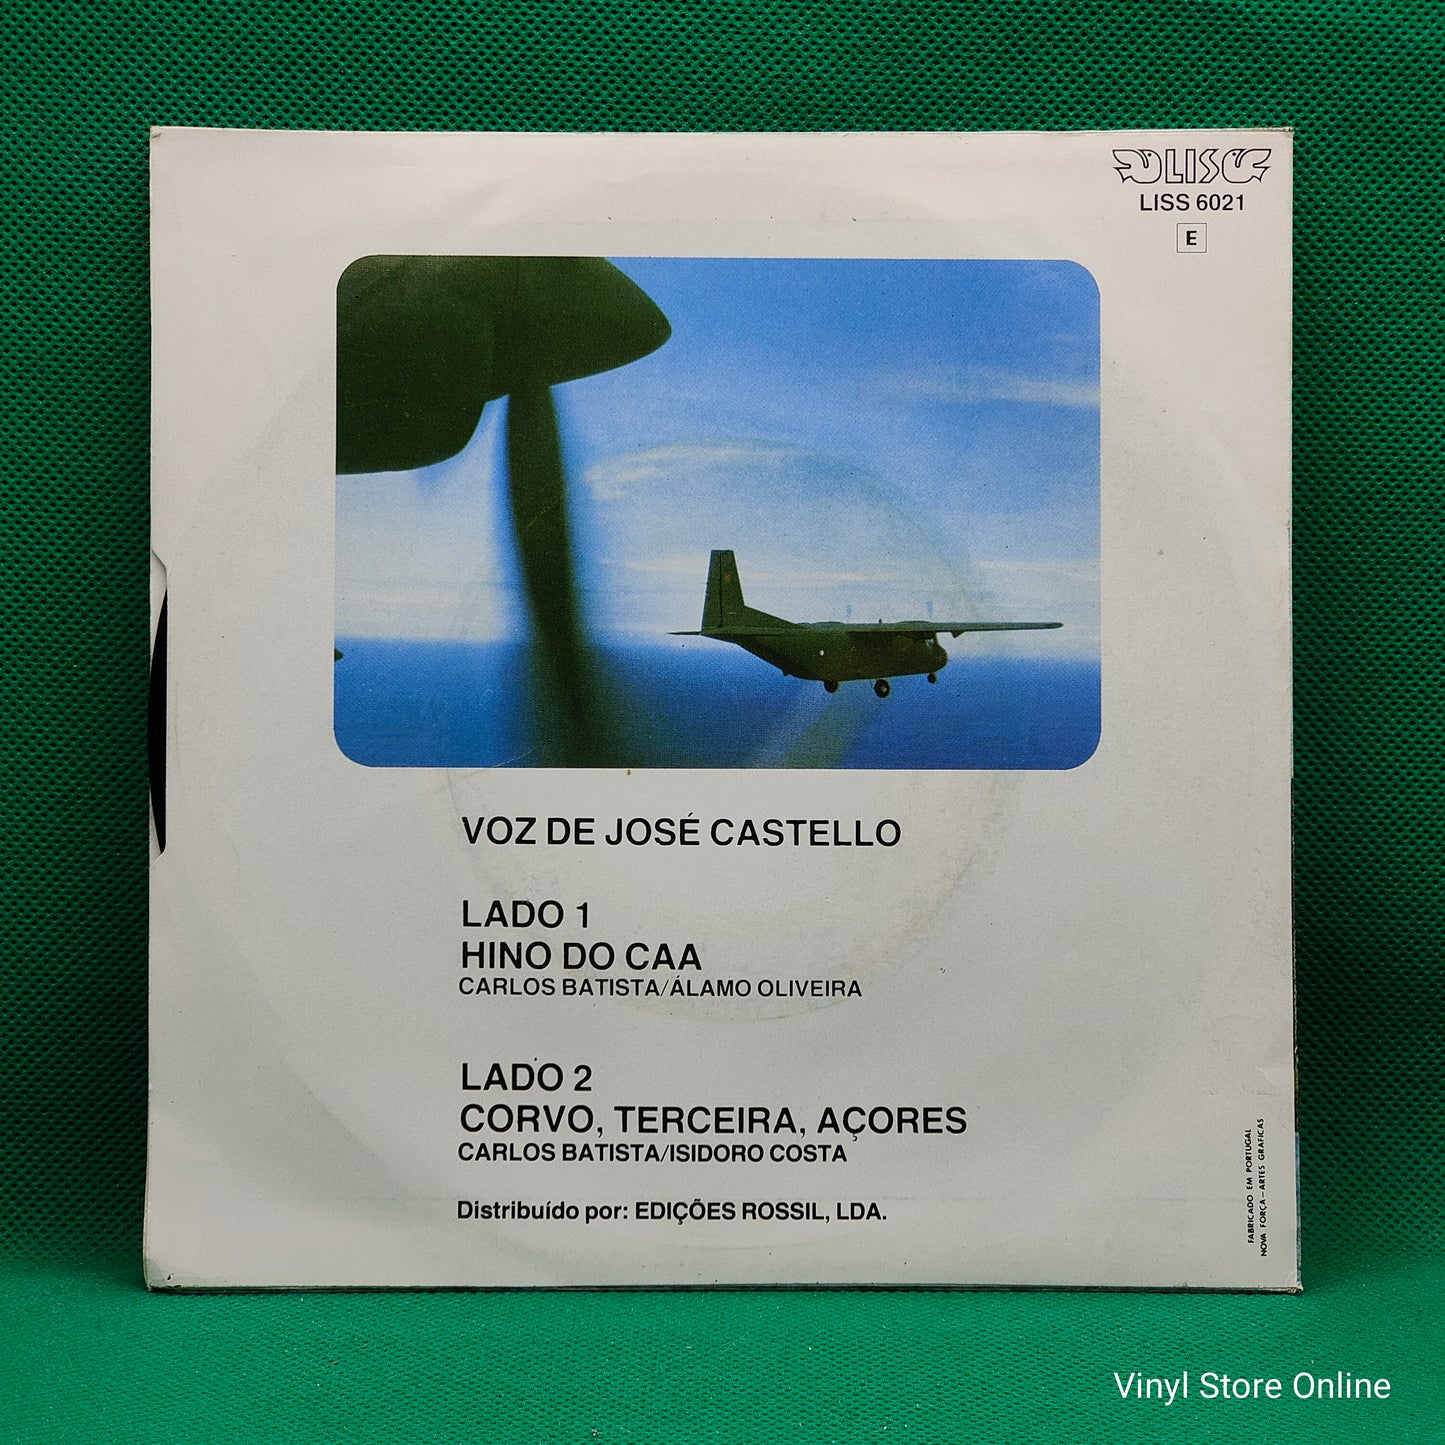 LISC
LISS 6021
E
VOZ DE JOSÉ CASTELLO
LADO 1
HINO DO CAA
CARLOS BATISTA/ÁLAMO OLIVEIRA
LADO 2
CORVO, TERCEIRA, AÇORES
CARLOS BATISTA/ISIDORO COSTA
Distribuído por: EDIÇÕES ROSSIL, LDA.
FABRICADO EM PORTUGAL
NOVA FORÇA–ARTES GRAFICAS
Vinyl Store Online